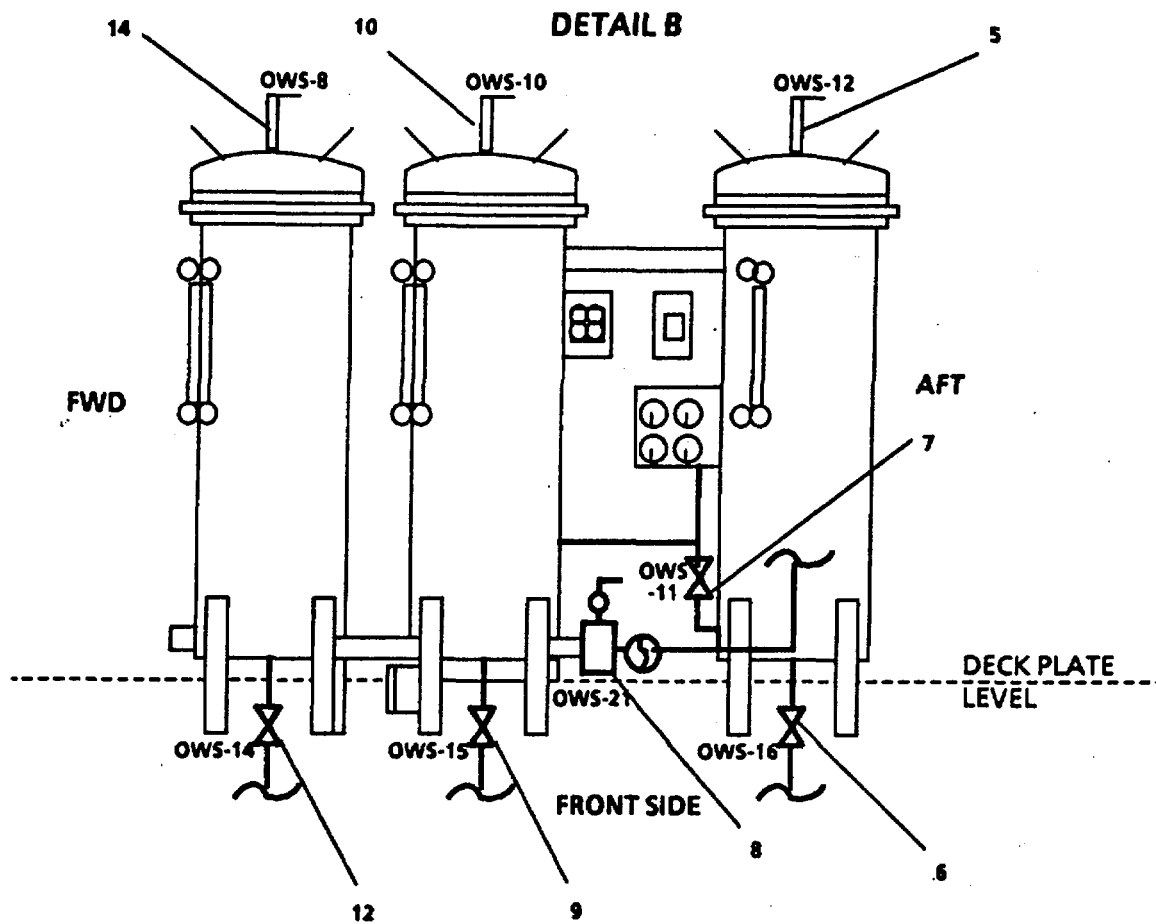 DETAIL B
14
10
5
OWS-8
OWS-10
OWS-12
FWD
AFT
7
OWS
-11
DECK PLATE
LEVEL
OWS-21
OWS-14
OWS-15
OWS-16
FRONT SIDE
8
.6
12
9